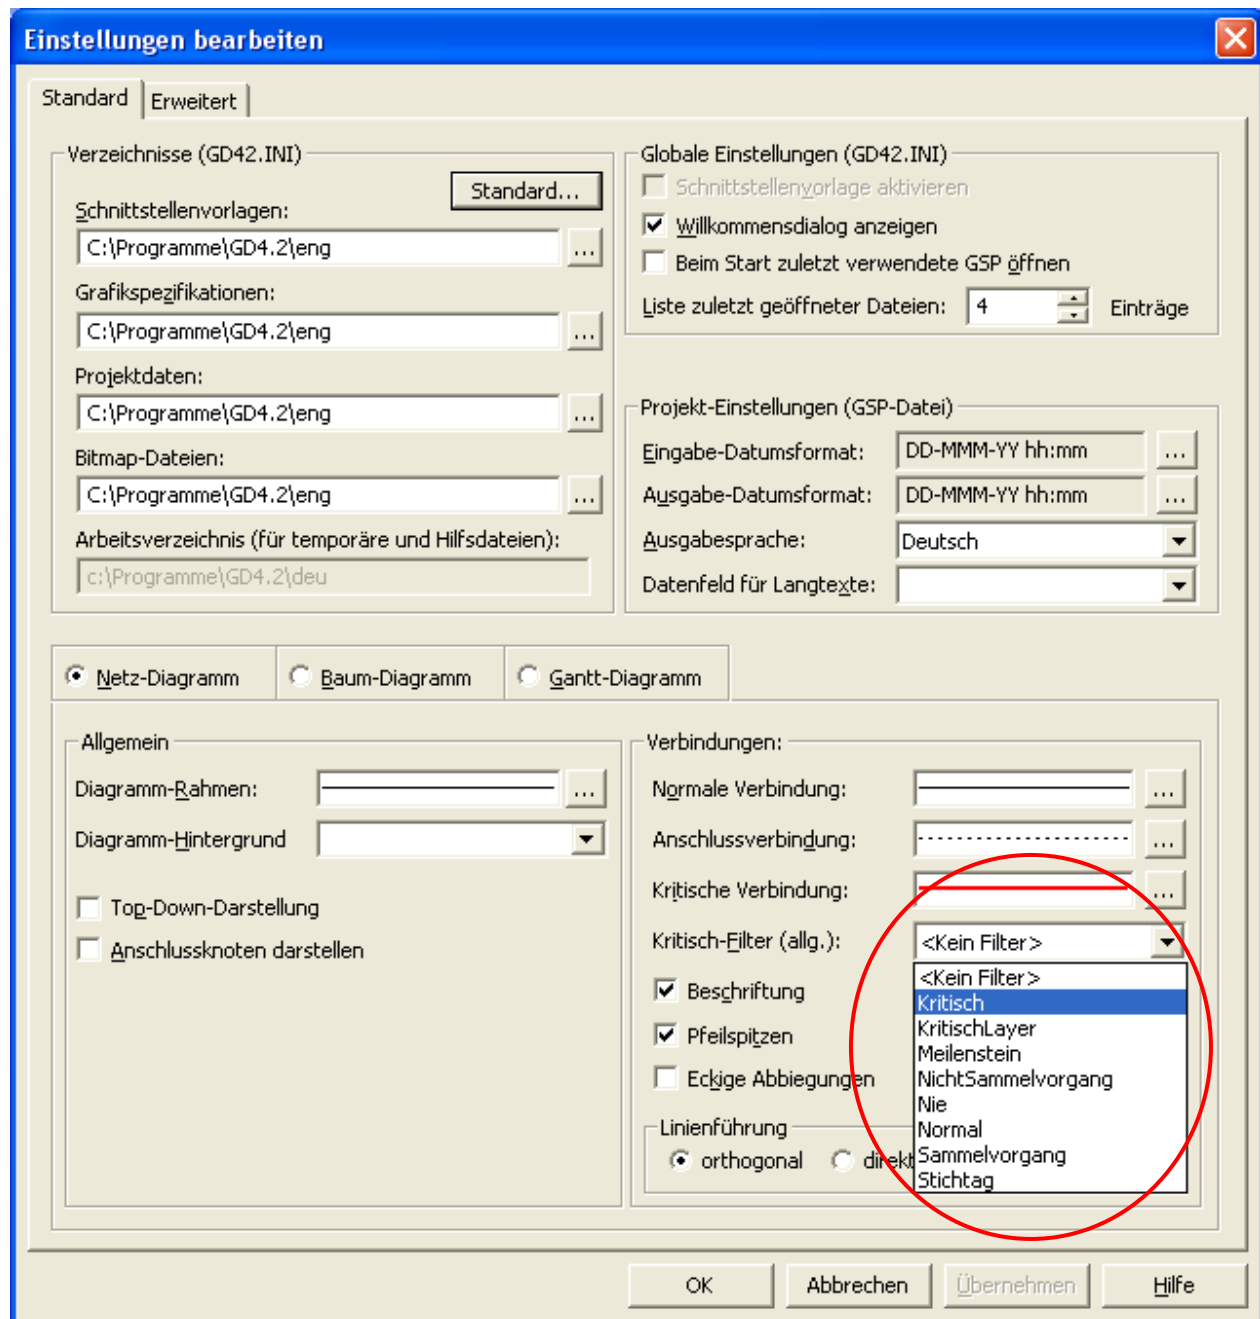 Einstellungen bearbeiten
Standard
Erweitert
Verzeichnisse (GD42.INI)
Standard...
Schnittstellenvorlagen:
C:\Programme\GD4.2\eng
...
Grafikspezifikationen:
C:\Programme\GD4.2\eng
...
Projektdaten:
C:\Programme\GD4.2\eng
...
Bitmap-Dateien:
C:\Programme\GD4.2\eng
...
Arbeitsverzeichnis (für temporäre und Hilfsdateien):
c:\Programme\GD4.2\deu
Globale Einstellungen (GD42.INI)
Schnittstellenvorlage aktivieren
Willkommensdialog anzeigen
Beim Start zuletzt verwendete GSP öffnen
Liste zuletzt geöffneter Dateien: 4 Einträge
Projekt-Einstellungen (GSP-Datei)
Eingabe-Datumsformat: DD-MMM-YY hh:mm ...
Ausgabe-Datumsformat: DD-MMM-YY hh:mm ...
Ausgabesprache: Deutsch
Datenfeld für Langtexte:
Netz-Diagramm
Baum-Diagramm
Gantt-Diagramm
Allgemein
Diagramm-Rahmen: ...
Diagramm-Hintergrund
Top-Down-Darstellung
Anschlussknoten darstellen
Verbindungen:
Normale Verbindung: ...
Anschlussverbindung: ...
Kritische Verbindung: ...
Kritisch-Filter (allg.): <Kein Filter>
<Kein Filter>
Kritisch
KritischLayer
Meilenstein
NichtSammelvorgang
Nie
Normal
Sammelvorgang
Stichtag
Beschriftung
Pfeilspitzen
Eckige Abbiegungen
Linienführung
orthogonal
direkt
OK
Abbrechen
Übernehmen
Hilfe